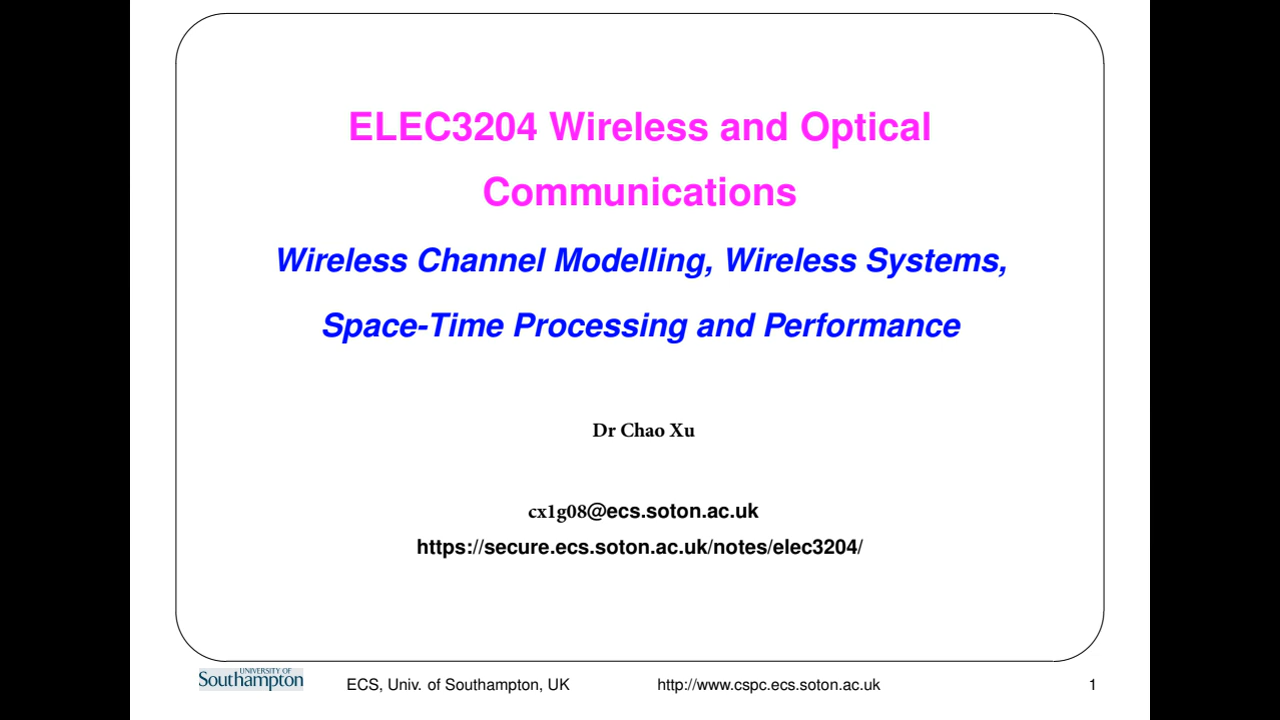 ELEC3204 Wireless and Optical
Communications
Wireless Channel Modelling, Wireless Systems,
Space-Time Processing and Performance
Dr Chao Xu
cx1g08@ecs.soton.ac.uk
https://secure.ecs.soton.ac.uk/notes/elec3204/
UNIVERSITY OF
Southampton
ECS, Univ. of Southampton, UK http://www.cspc.ecs.soton.ac.uk 1